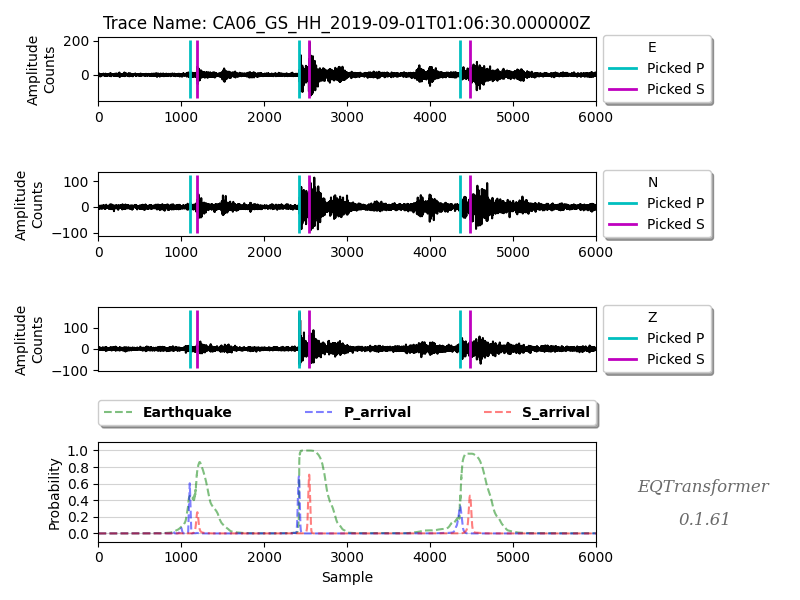 Trace Name: CA06_GS_HH_2019-09-01T01:06:30.000000Z
Amplitude
Counts
200
0
0 1000 2000 3000 4000 5000 6000
E
Picked P
Picked S
Amplitude
Counts
100
0
−100
0 1000 2000 3000 4000 5000 6000
N
Picked P
Picked S
Amplitude
Counts
100
0
−100
0 1000 2000 3000 4000 5000 6000
Z
Picked P
Picked S
Earthquake P_arrival S_arrival
Probability
1.0
0.8
0.6
0.4
0.2
0.0
0 1000 2000 3000 4000 5000 6000
Sample
EQTransformer
0.1.61